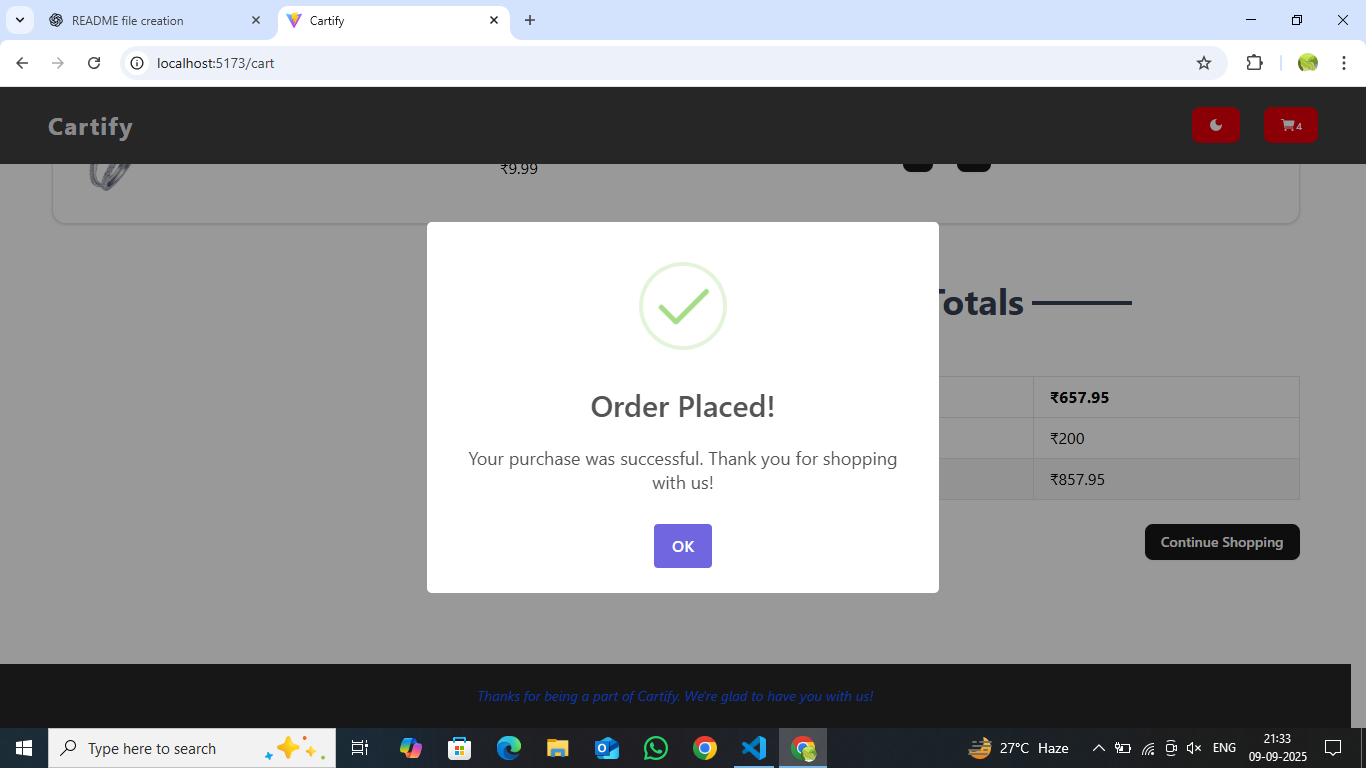 README file creation
Cartify
localhost:5173/cart
Cartify
4
₹9.99
Totals
₹657.95
₹200
₹857.95
Order Placed!
Your purchase was successful. Thank you for shopping
with us!
OK
Continue Shopping
Thanks for being a part of Cartify. We're glad to have you with us!
Type here to search
27°C Haze
ENG
21:33
09-09-2025